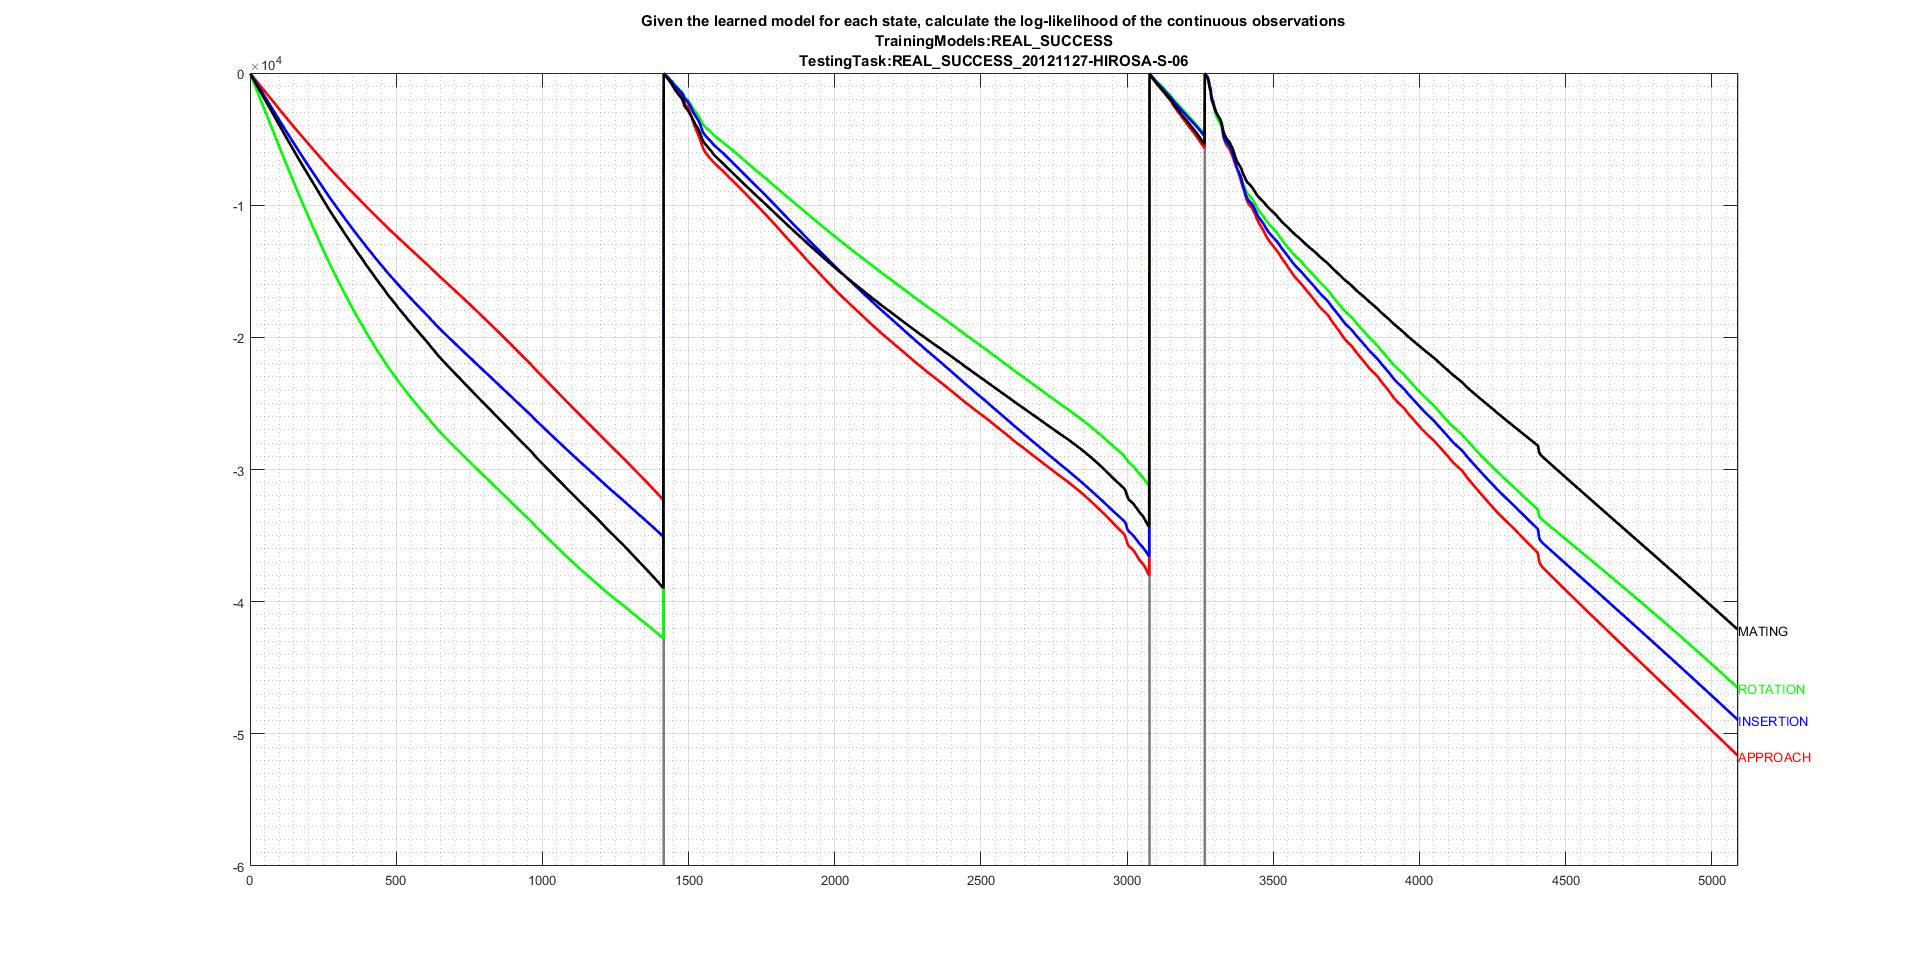 Given the learned model for each state, calculate the log-likelihood of the continuous observations
TrainingModels:REAL_SUCCESS
TestingTask:REAL_SUCCESS_20121127-HIROSA-S-06
×10⁴
0
-1
-2
-3
-4
-5
-6
0 500 1000 1500 2000 2500 3000 3500 4000 4500 5000
MATING
ROTATION
INSERTION
APPROACH